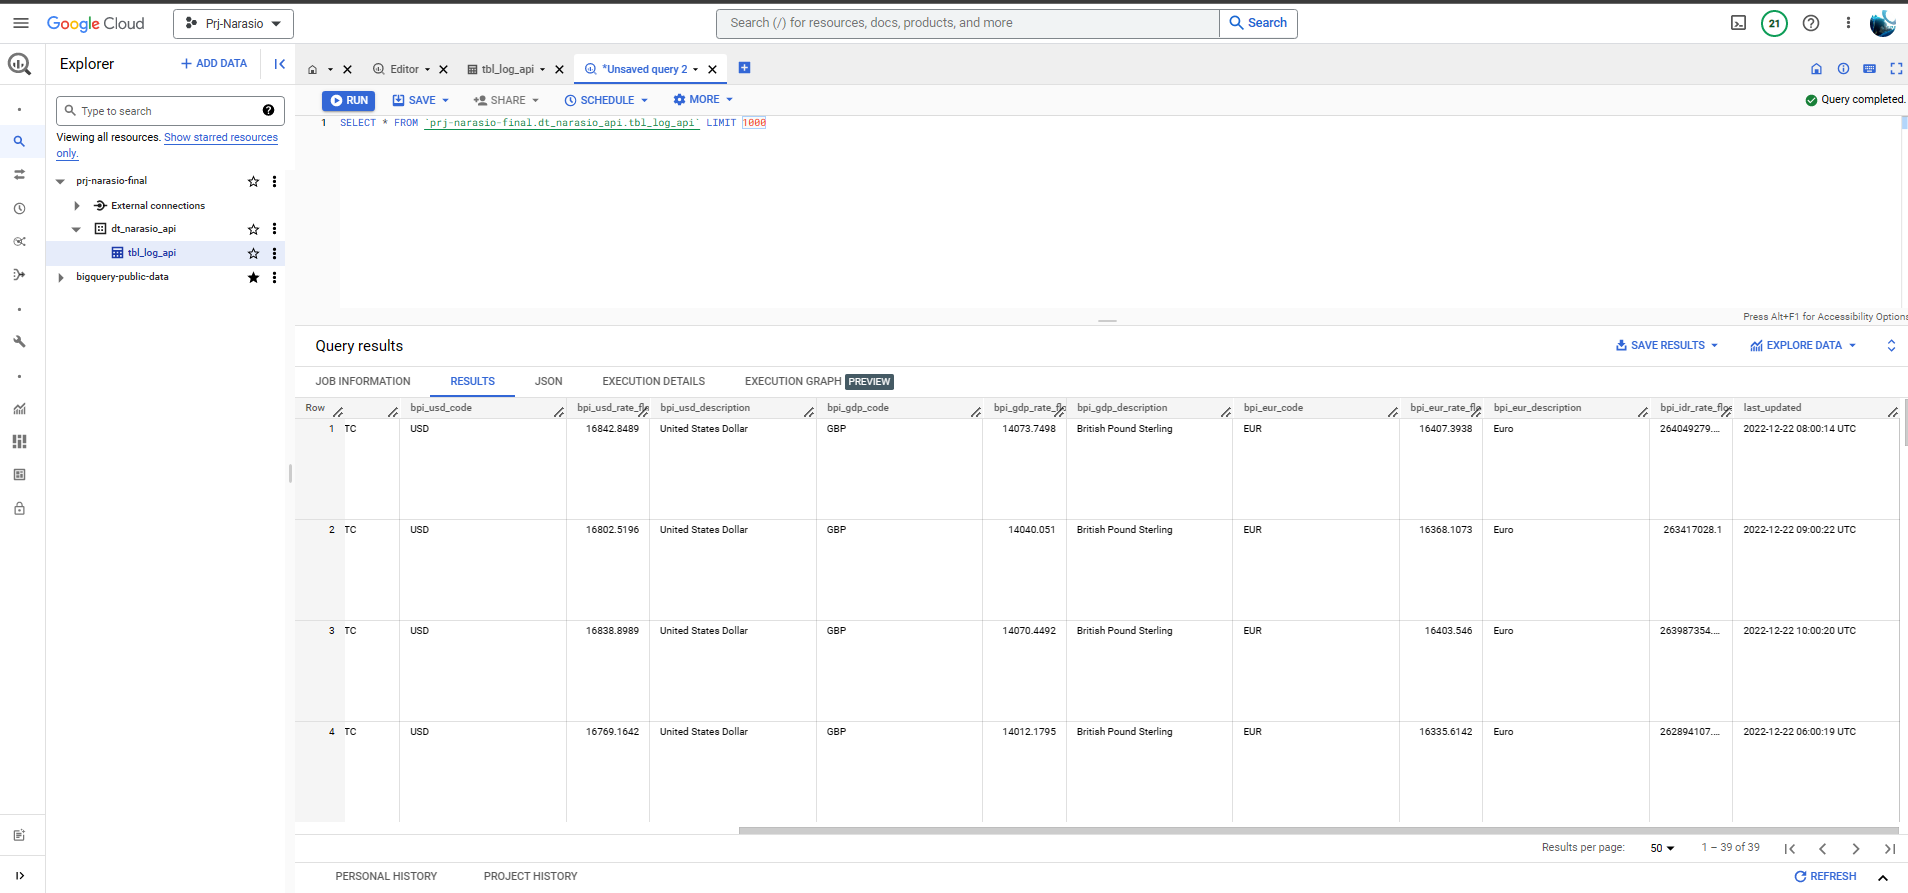 Google Cloud
Prj-Narasio
Search (/) for resources, docs, products, and more
Search
21
Explorer
ADD DATA
Editor
tbl_log_api
*Unsaved query 2
Type to search
RUN
SAVE
SHARE
SCHEDULE
MORE
Query completed.
Viewing all resources. Show starred resources
only.
1 SELECT * FROM `prj-narasio-final.dt_narasio_api.tbl_log_api` LIMIT 1000
prj-narasio-final
External connections
dt_narasio_api
tbl_log_api
bigquery-public-data
Press Alt+F1 for Accessibility Options
Query results
SAVE RESULTS
EXPLORE DATA
JOB INFORMATION
RESULTS
JSON
EXECUTION DETAILS
EXECUTION GRAPH PREVIEW
Row bpi_usd_code bpi_usd_rate_flo bpi_usd_description bpi_gdp_code bpi_gdp_rate_flo bpi_gdp_description bpi_eur_code bpi_eur_rate_flo bpi_eur_description bpi_idr_rate_floa last_updated
1 TC USD 16842.8489 United States Dollar GBP 14073.7498 British Pound Sterling EUR 16407.3938 Euro 264049279.... 2022-12-22 08:00:14 UTC
2 TC USD 16802.5196 United States Dollar GBP 14040.051 British Pound Sterling EUR 16368.1073 Euro 263417028.1 2022-12-22 09:00:22 UTC
3 TC USD 16838.8989 United States Dollar GBP 14070.4492 British Pound Sterling EUR 16403.546 Euro 263987354.... 2022-12-22 10:00:20 UTC
4 TC USD 16769.1642 United States Dollar GBP 14012.1795 British Pound Sterling EUR 16335.6142 Euro 262894107.... 2022-12-22 06:00:19 UTC
Results per page: 50 1 – 39 of 39
PERSONAL HISTORY
PROJECT HISTORY
REFRESH